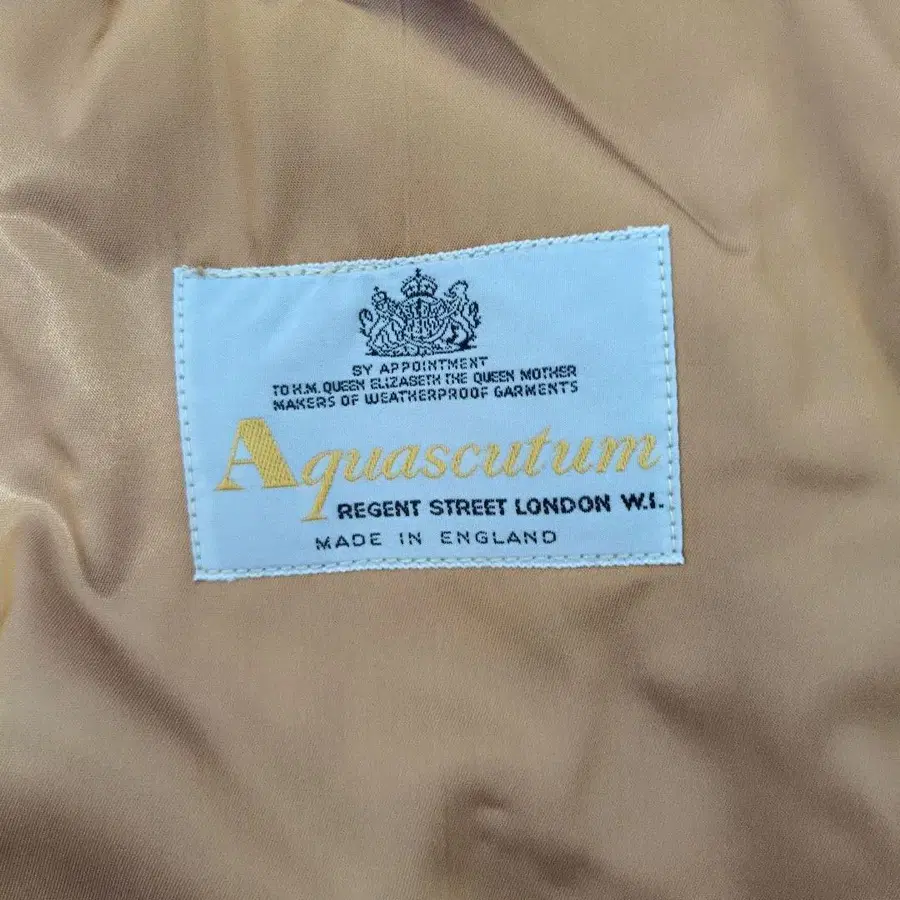 BY APPOINTMENT
TO H.M. QUEEN ELIZABETH THE QUEEN MOTHER
MAKERS OF WEATHERPROOF GARMENTS
Aquascutum
REGENT STREET LONDON W.I.
MADE IN ENGLAND